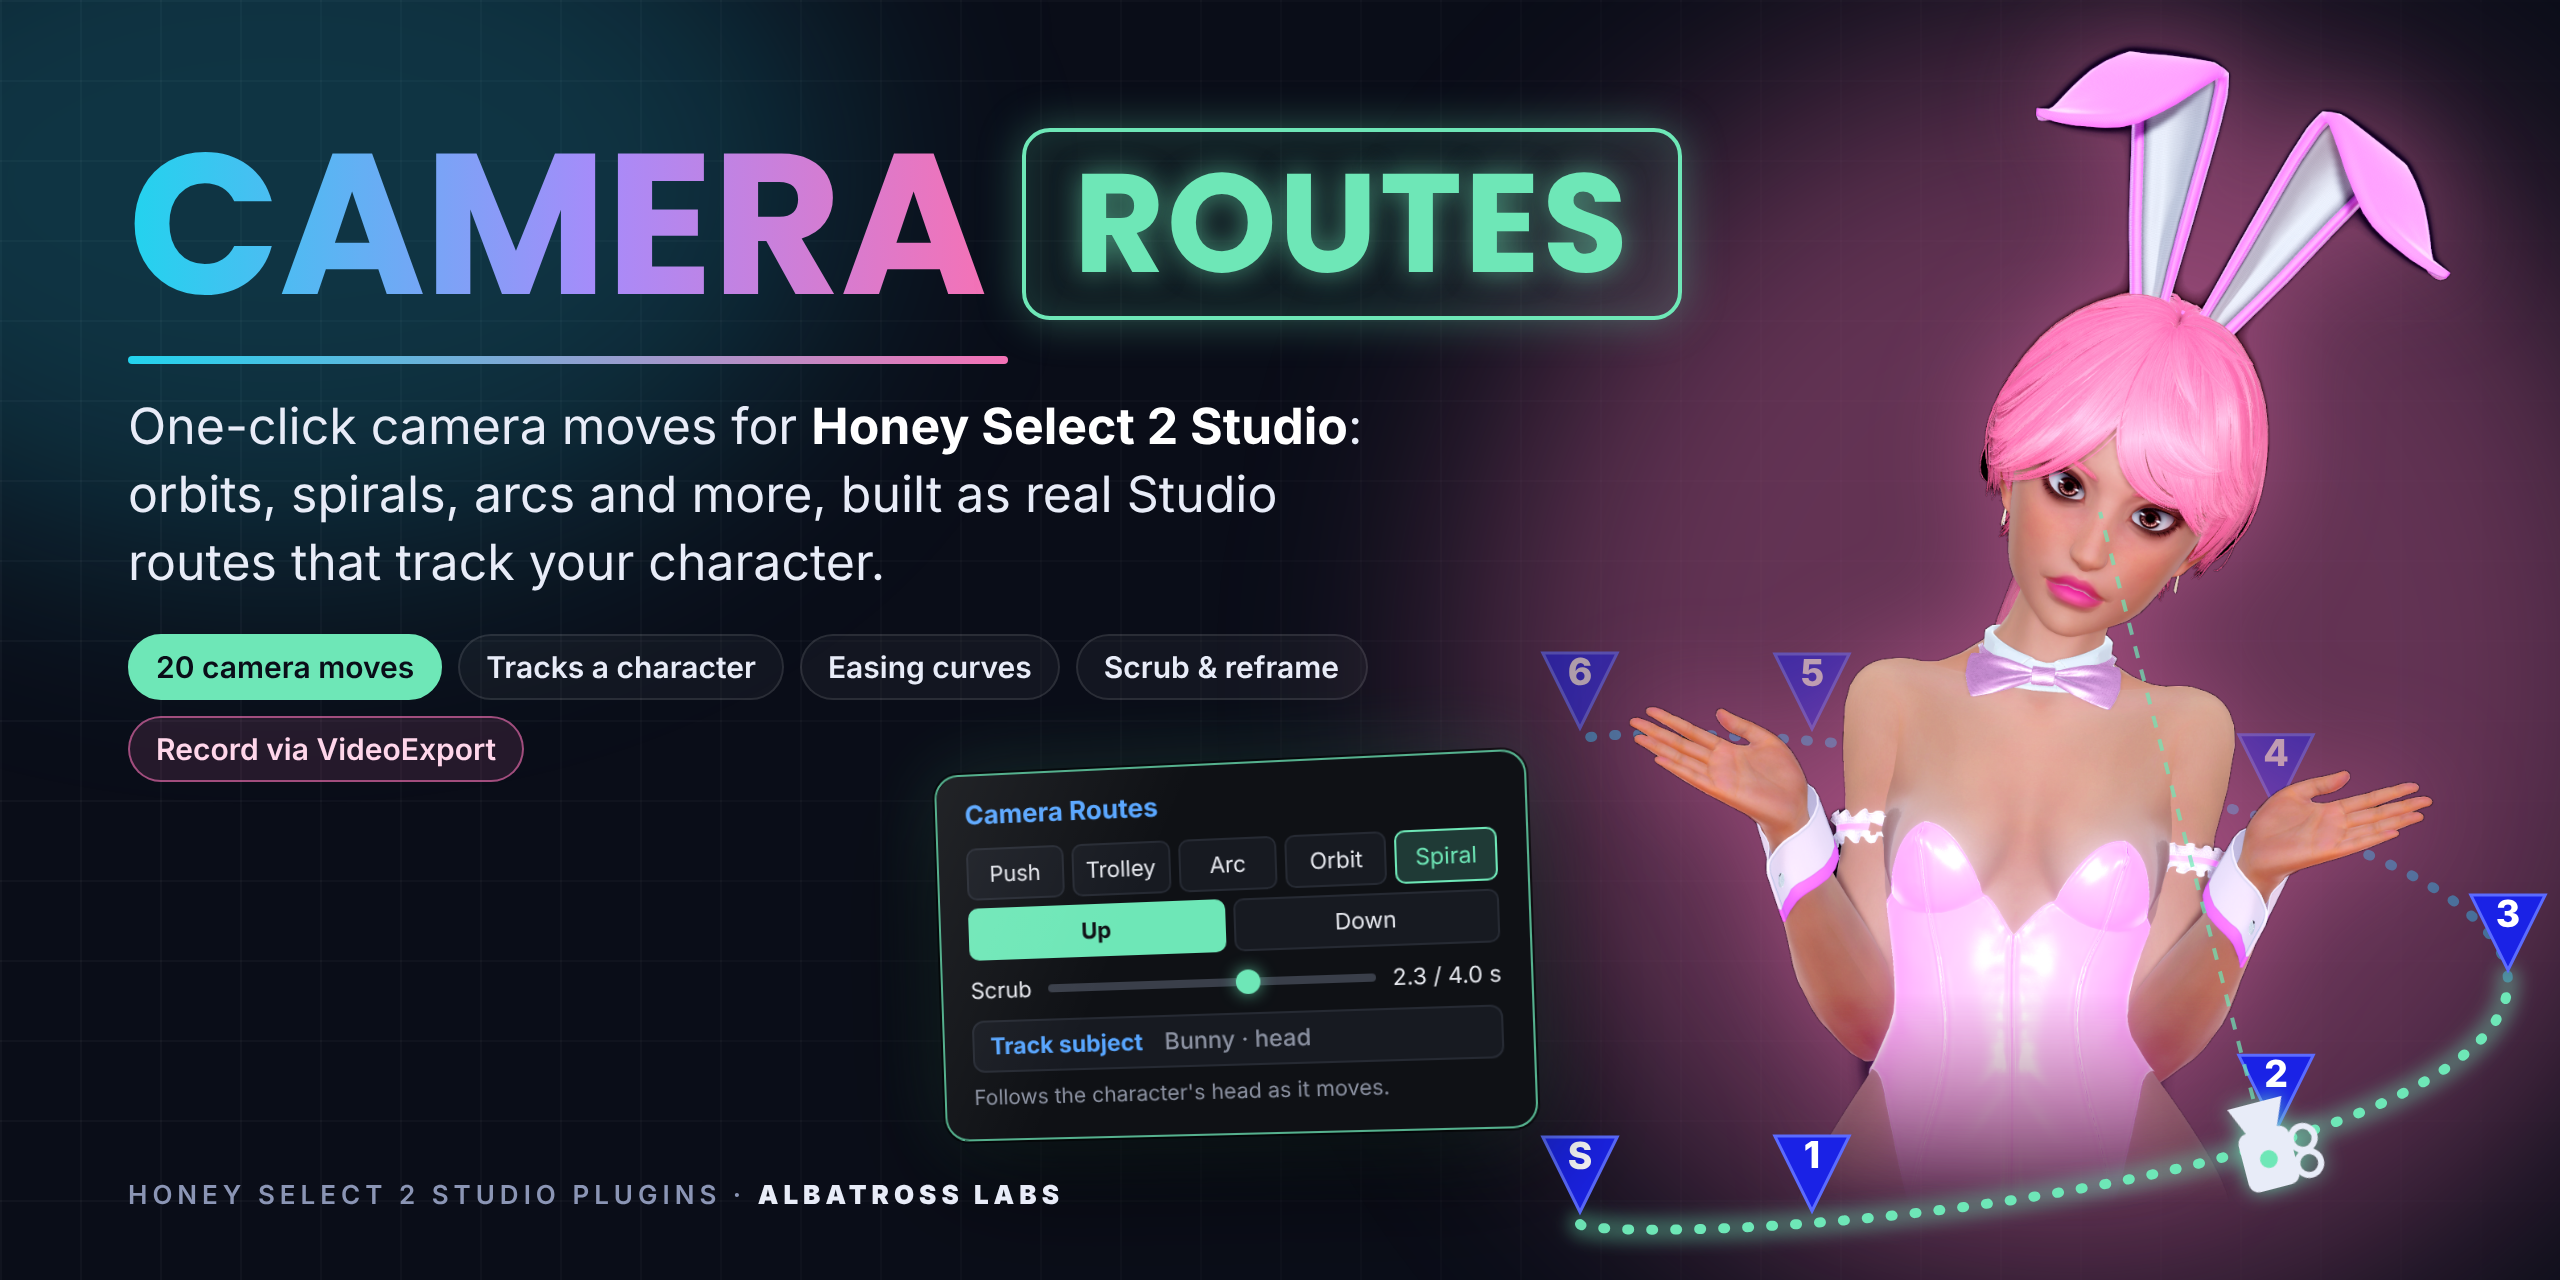 CAMERA ROUTES
One-click camera moves for Honey Select 2 Studio:
orbits, spirals, arcs and more, built as real Studio
routes that track your character.
20 camera moves Tracks a character Easing curves Scrub & reframe
Record via VideoExport
Camera Routes
Push Trolley Arc Orbit Spiral
Up Down
Scrub 2.3 / 4.0 s
Track subject Bunny · head
Follows the character's head as it moves.
6 5
4
3
2
S 1
HONEY SELECT 2 STUDIO PLUGINS · ALBATROSS LABS